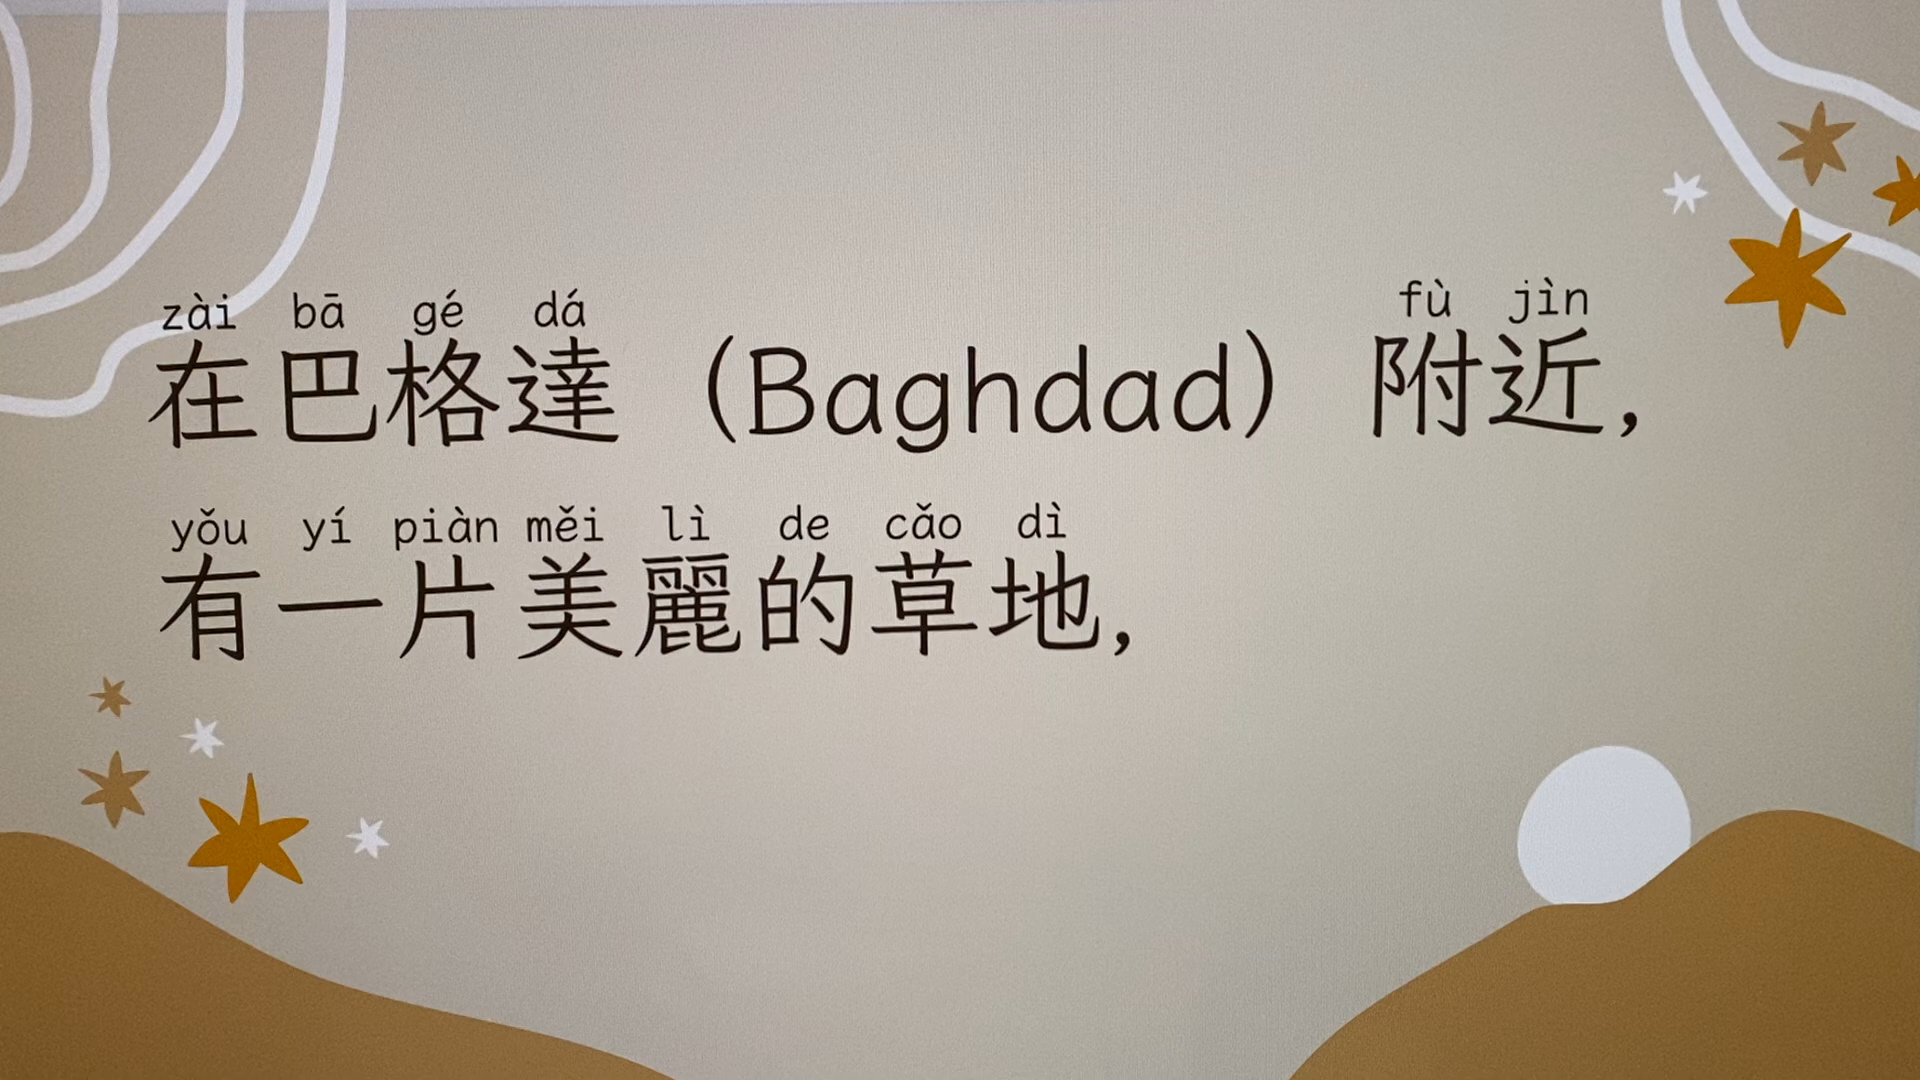 zài bā gé dá fù jìn
在巴格達（Baghdad）附近，
yǒu yí piàn měi lì de cǎo dì
有一片美麗的草地，